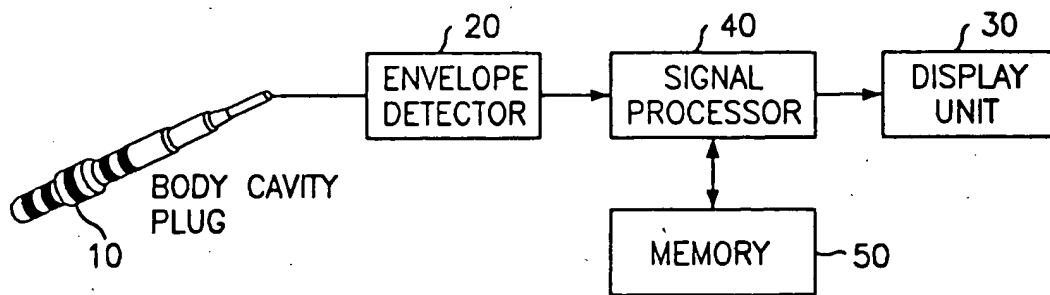 20
40
30
ENVELOPE
DETECTOR
SIGNAL
PROCESSOR
DISPLAY
UNIT
BODY CAVITY
PLUG
10
MEMORY
50